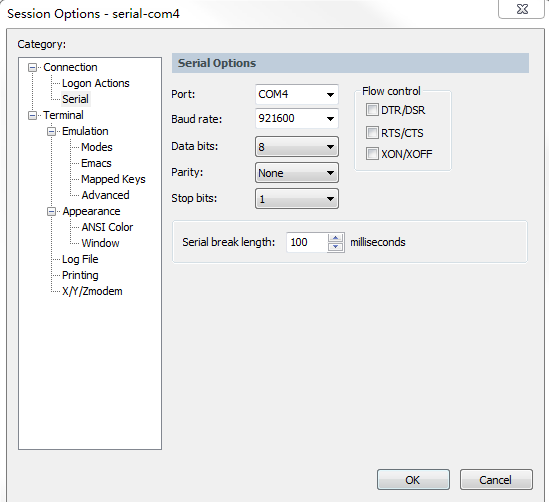 Session Options - serial-com4
Category:
Connection
Logon Actions
Serial
Terminal
Emulation
Modes
Emacs
Mapped Keys
Advanced
Appearance
ANSI Color
Window
Log File
Printing
X/Y/Zmodem
Serial Options
Port: COM4
Baud rate: 921600
Data bits: 8
Parity: None
Stop bits: 1
Flow control
DTR/DSR
RTS/CTS
XON/XOFF
Serial break length: 100 milliseconds
OK Cancel